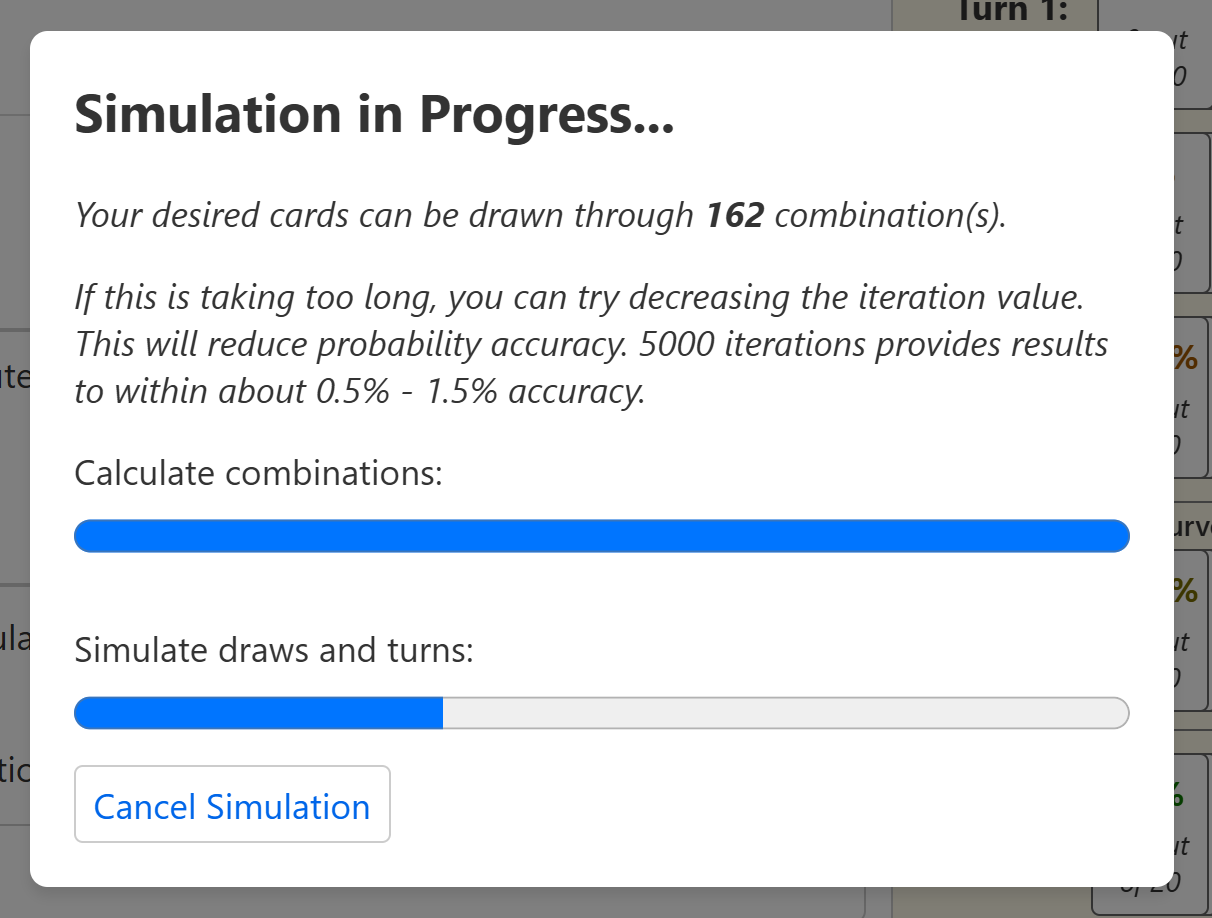 Turn 1:
Simulation in Progress...
Your desired cards can be drawn through 162 combination(s).
If this is taking too long, you can try decreasing the iteration value.
This will reduce probability accuracy. 5000 iterations provides results
to within about 0.5% - 1.5% accuracy.
Calculate combinations:
Simulate draws and turns:
Cancel Simulation
of 20